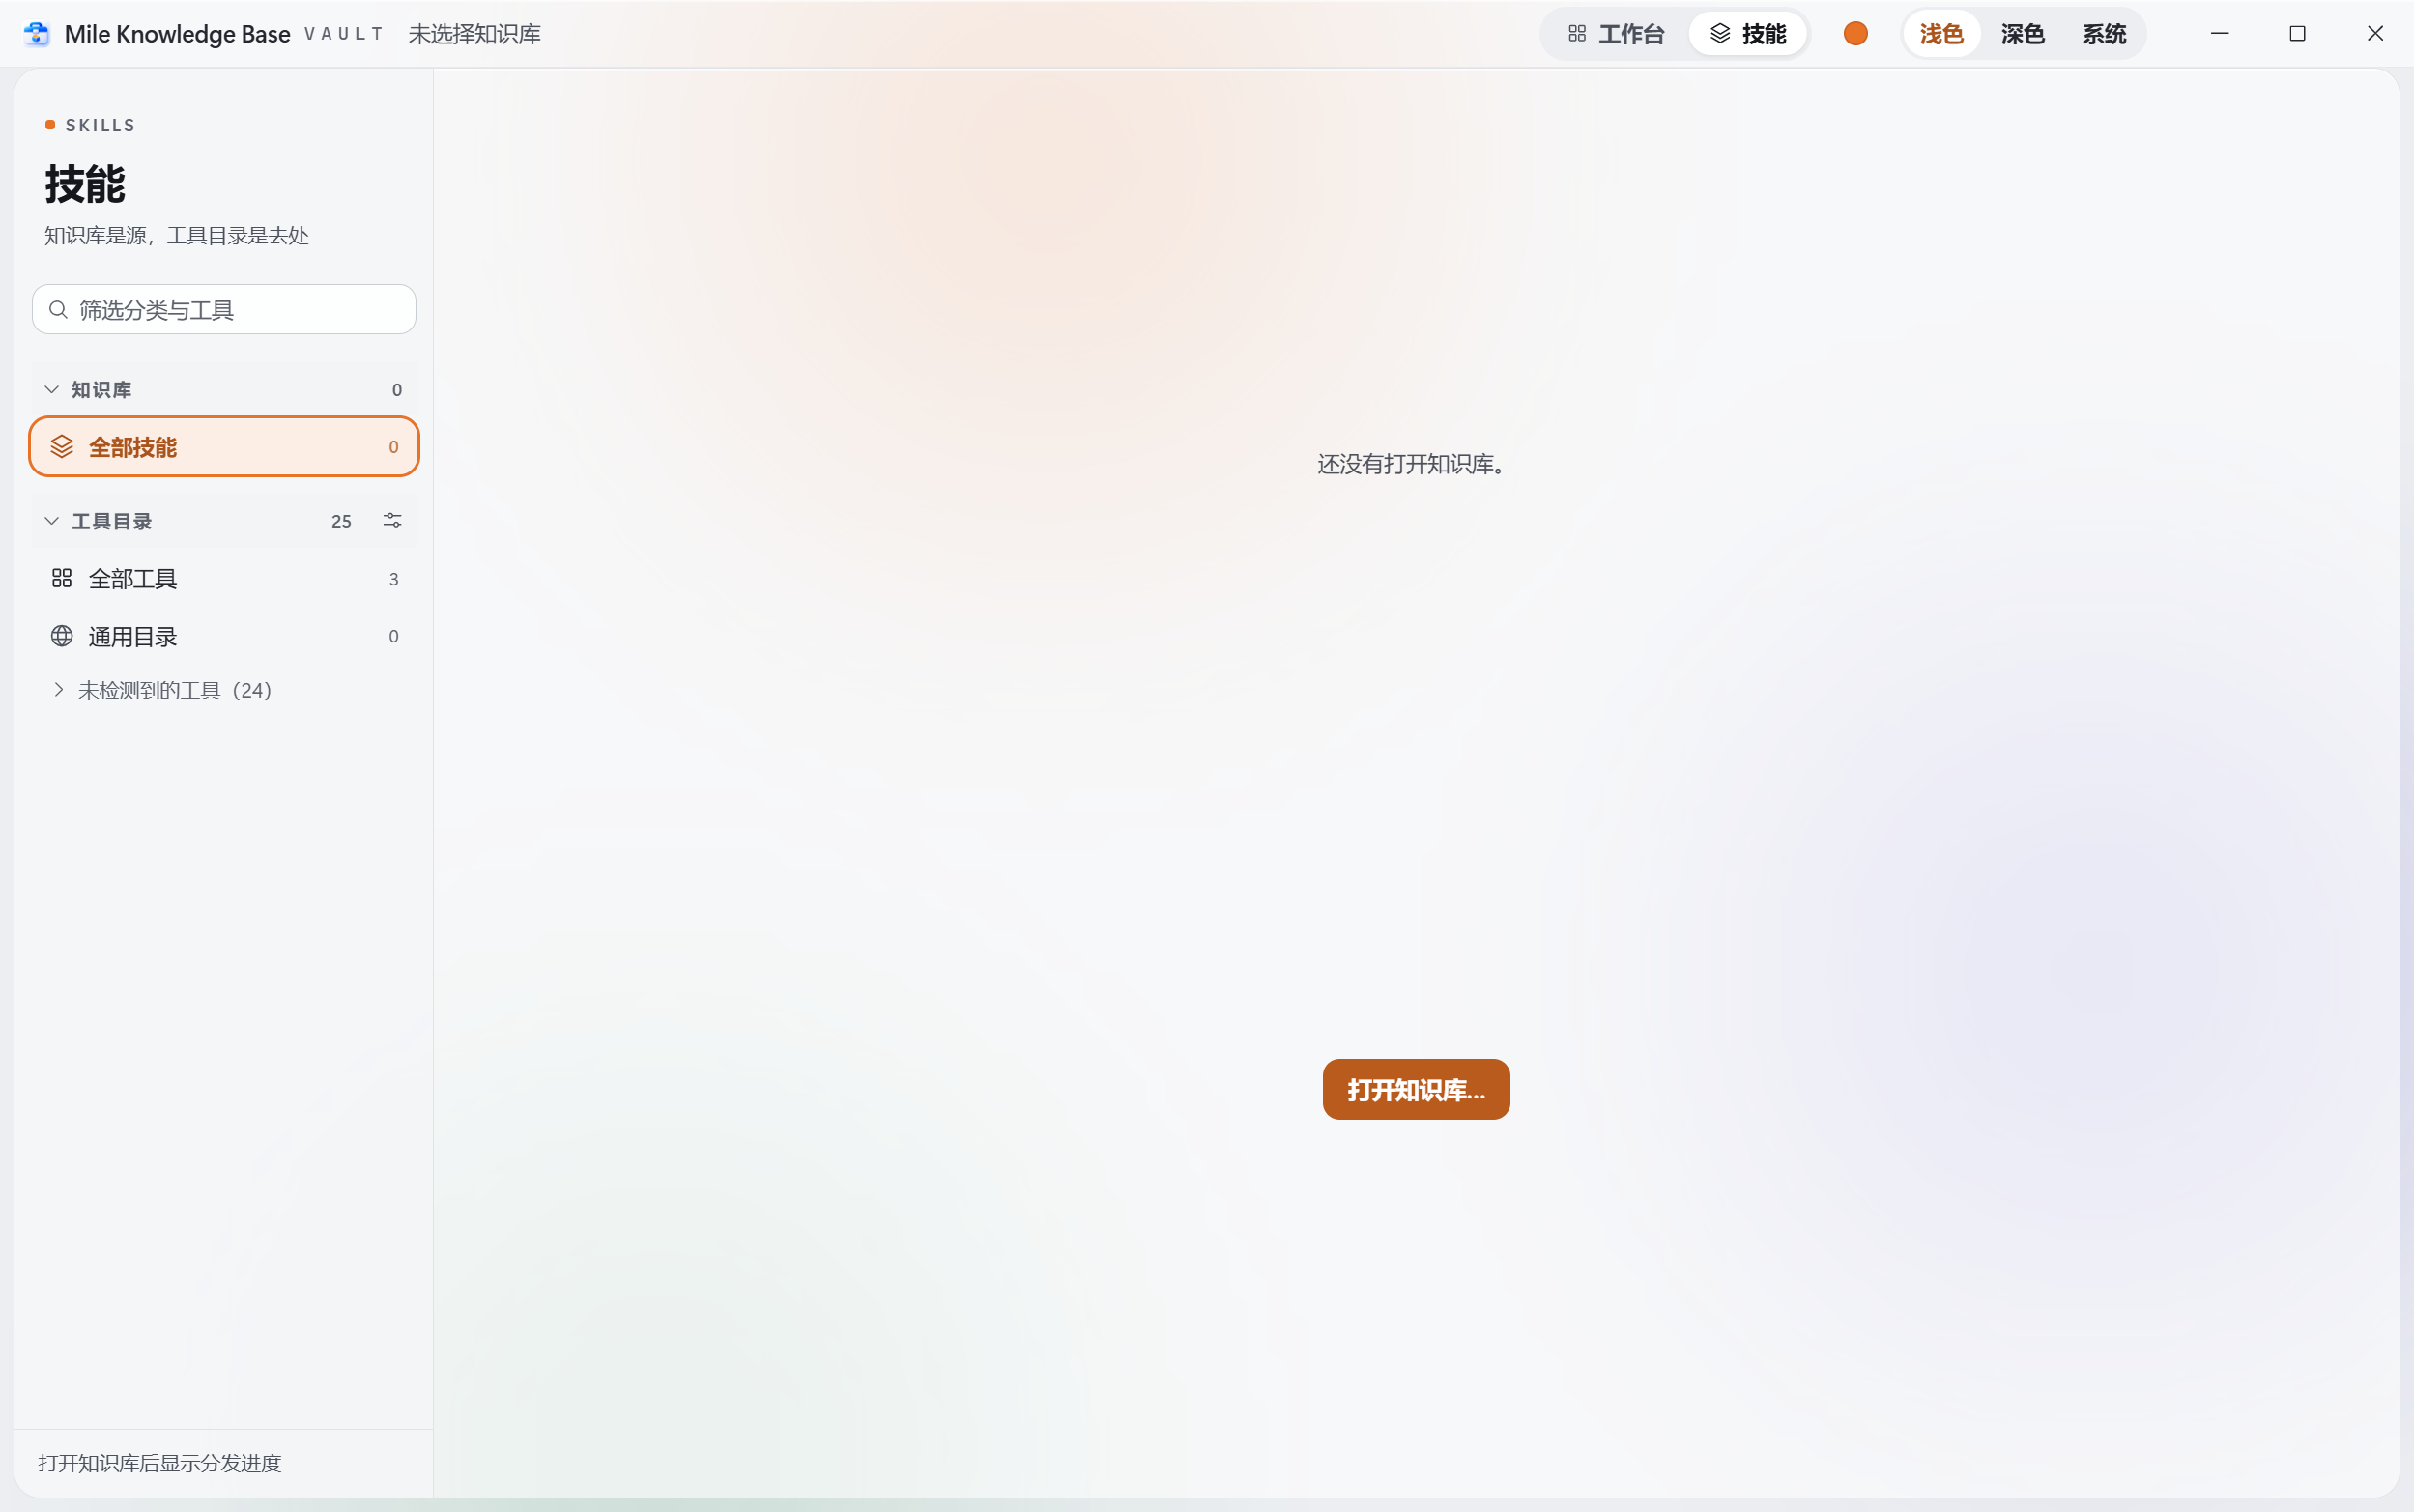 Mile Knowledge Base VAULT 未选择知识库
工作台 技能 浅色 深色 系统
SKILLS
技能
知识库是源，工具目录是去处
筛选分类与工具
知识库 0
全部技能 0
工具目录 25
全部工具 3
通用目录 0
未检测到的工具（24）
还没有打开知识库。
打开知识库...
打开知识库后显示分发进度